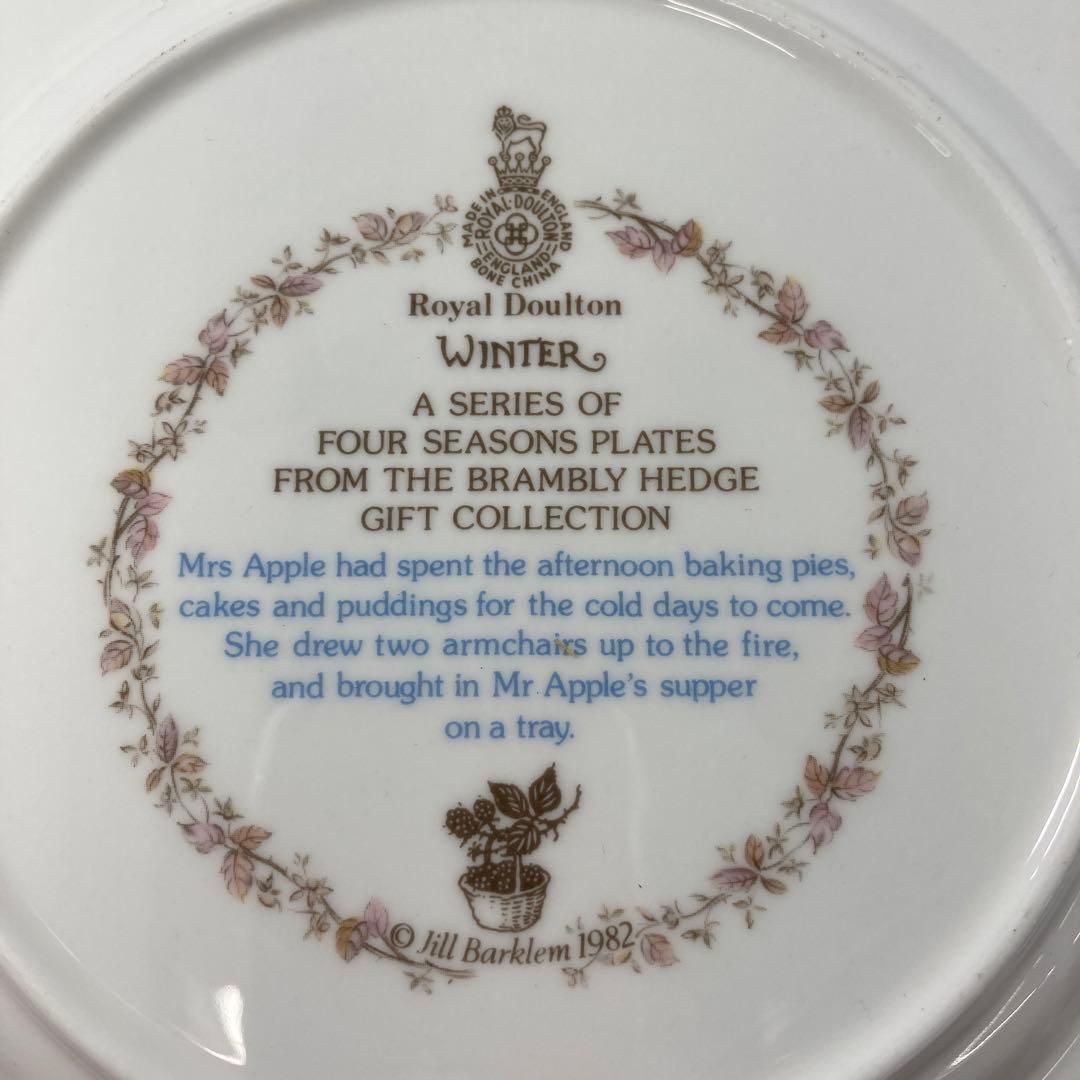 MADE IN ENGLAND
ROYAL·DOULTON
ENGLAND
BONE CHINA
Royal Doulton
WINTER
A SERIES OF
FOUR SEASONS PLATES
FROM THE BRAMBLY HEDGE
GIFT COLLECTION
Mrs Apple had spent the afternoon baking pies,
cakes and puddings for the cold days to come.
She drew two armchairs up to the fire,
and brought in Mr Apple's supper
on a tray.
© Jill Barklem 1982